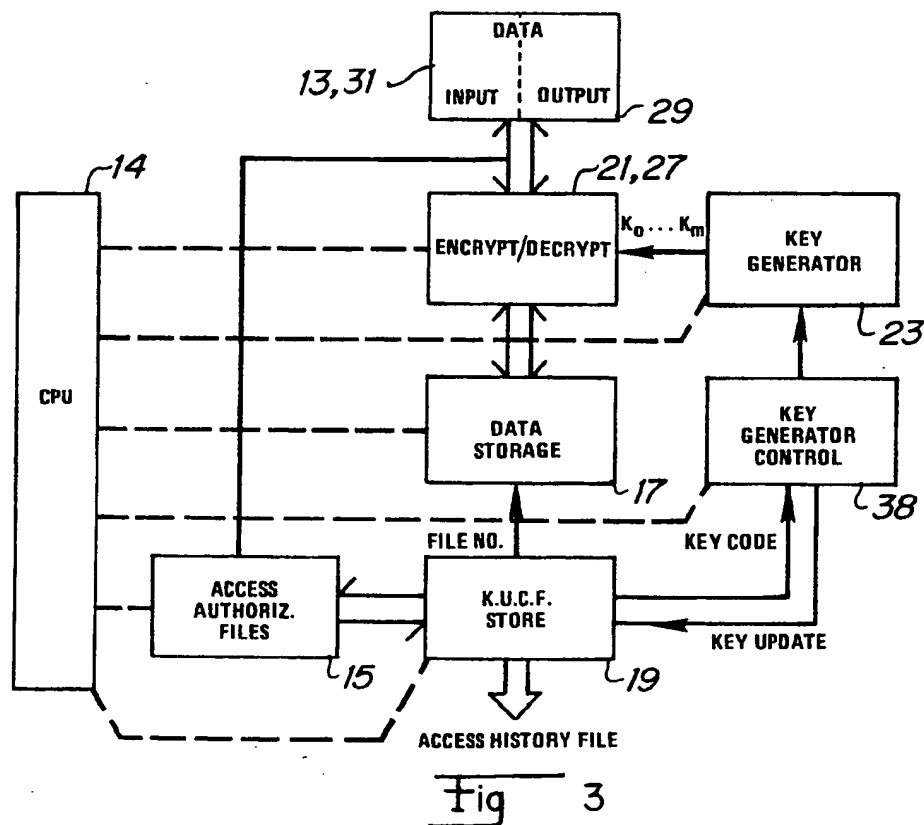 DATA
13,31
INPUT
OUTPUT
29
14
21,27
ENCRYPT/DECRYPT
K₀ ... Kₘ
KEY
GENERATOR
23
CPU
DATA
STORAGE
17
KEY
GENERATOR
CONTROL
38
FILE NO.
KEY CODE
ACCESS
AUTHORIZ.
FILES
15
K.U.C.F.
STORE
19
KEY UPDATE
ACCESS HISTORY FILE
Fig 3